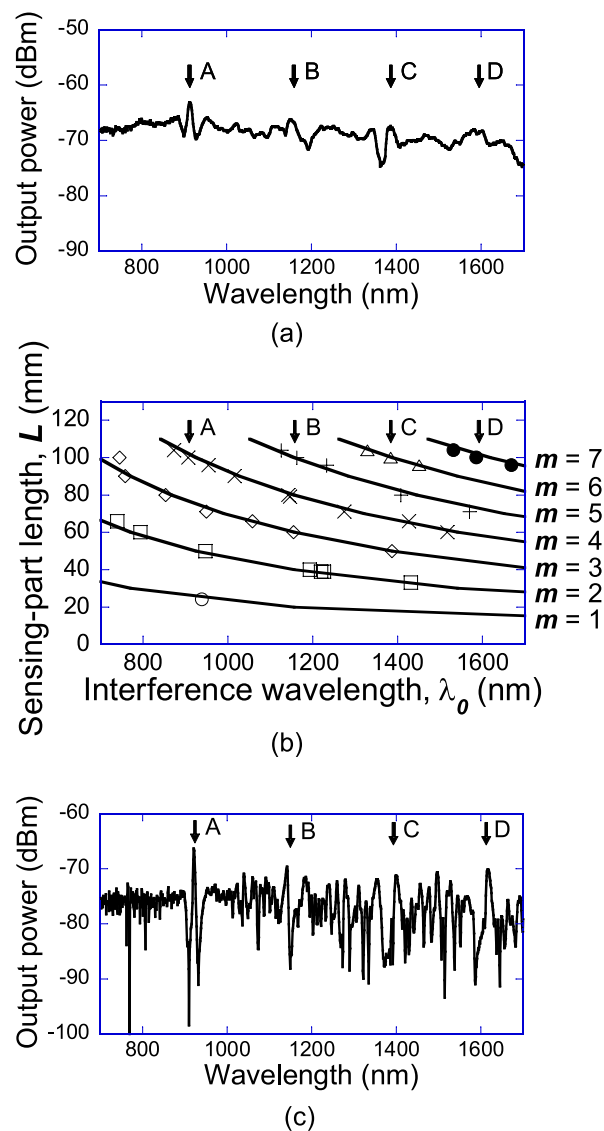 -50
-60
-70
-80
-90
Output power (dBm)
A
B
C
D
800
1000
1200
1400
1600
Wavelength (nm)
(a)
120
100
80
60
40
20
0
Sensing-part length, L (mm)
A
B
C
D
m = 7
m = 6
m = 5
m = 4
m = 3
m = 2
m = 1
800
1000
1200
1400
1600
Interference wavelength, λ0 (nm)
(b)
-60
-70
-80
-90
-100
Output power (dBm)
A
B
C
D
800
1000
1200
1400
1600
Wavelength (nm)
(c)